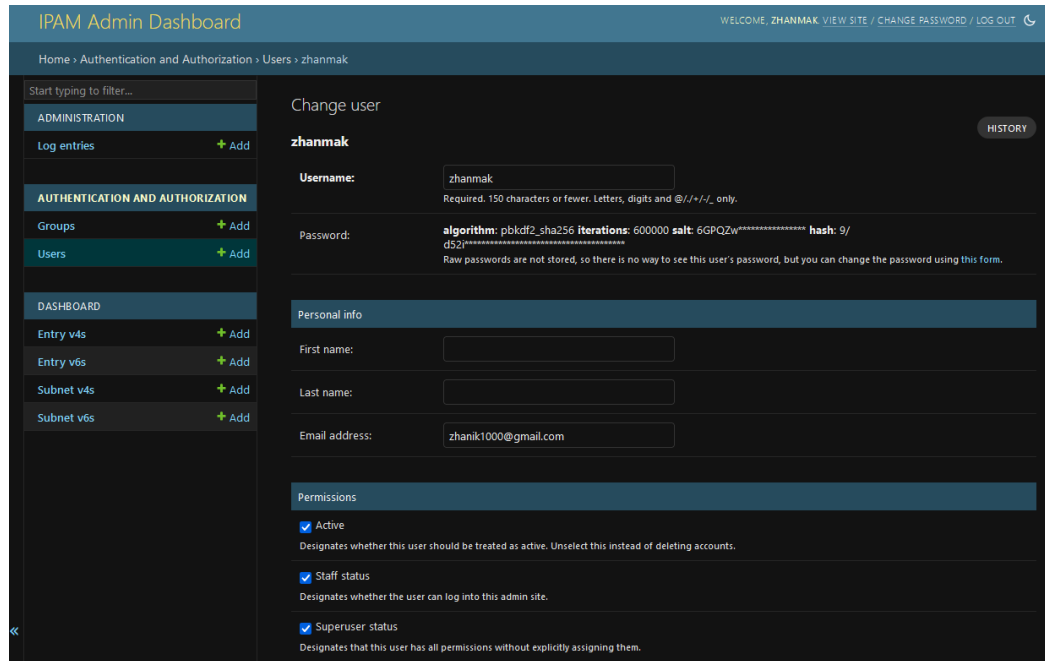 IPAM Admin Dashboard
WELCOME, ZHANMAK. VIEW SITE / CHANGE PASSWORD / LOG OUT
Home › Authentication and Authorization › Users › zhanmak
Start typing to filter...
ADMINISTRATION
Log entries + Add
AUTHENTICATION AND AUTHORIZATION
Groups + Add
Users + Add
DASHBOARD
Entry v4s + Add
Entry v6s + Add
Subnet v4s + Add
Subnet v6s + Add
«
Change user
HISTORY
zhanmak
Username: zhanmak
Required. 150 characters or fewer. Letters, digits and @/./+/-/_ only.
Password: algorithm: pbkdf2_sha256 iterations: 600000 salt: 6GPQZw**************** hash: 9/
d52i**************************************
Raw passwords are not stored, so there is no way to see this user's password, but you can change the password using this form.
Personal info
First name:
Last name:
Email address: zhanik1000@gmail.com
Permissions
Active
Designates whether this user should be treated as active. Unselect this instead of deleting accounts.
Staff status
Designates whether the user can log into this admin site.
Superuser status
Designates that this user has all permissions without explicitly assigning them.